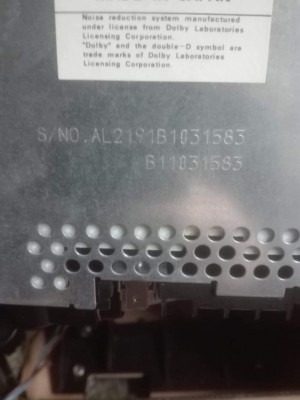 Noise reduction system manufactured
under license from Dolby Laboratories
Licensing Corporation.
"Dolby" and the double-D symbol are
trade marks of Dolby Laboratories
Licensing Corporation.
S/NO.AL2191B1031583
B11031583